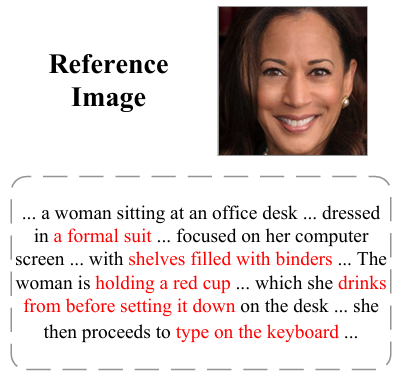 Reference
Image
... a woman sitting at an office desk ... dressed
in a formal suit ... focused on her computer
screen ... with shelves filled with binders ... The
woman is holding a red cup ... which she drinks
from before setting it down on the desk ... she
then proceeds to type on the keyboard ...